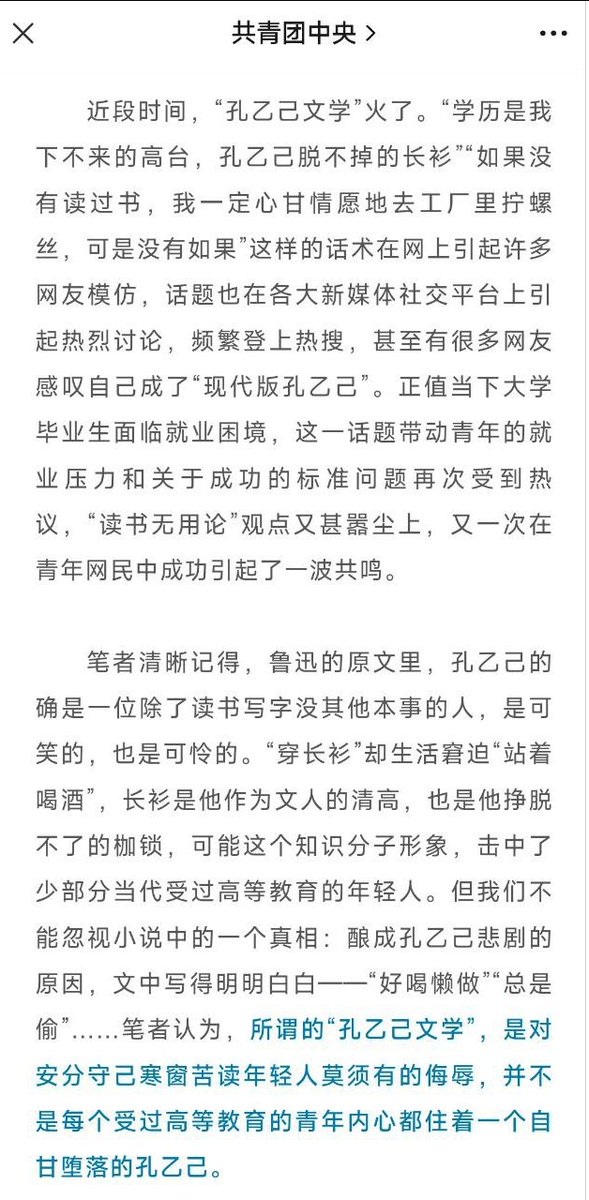 共青团中央
近段时间，“孔乙己文学”火了。“学历是我
下不来的高台，孔乙己脱不掉的长衫”“如果没
有读过书，我一定心甘情愿地去工厂里拧螺
丝，可是没有如果”这样的话术在网上引起许多
网友模仿，话题也在各大新媒体社交平台上引
起热烈讨论，频繁登上热搜，甚至有很多网友
感叹自己成了“现代版孔乙己”。正值当下大学
毕业生面临就业困境，这一话题带动青年的就
业压力和关于成功的标准问题再次受到热
议，“读书无用论”观点又甚嚣尘上，又一次在
青年网民中成功引起了一波共鸣。
笔者清晰记得，鲁迅的原文里，孔乙己的
确是一位除了读书写字没其他本事的人，是可
笑的，也是可怜的。“穿长衫”却生活窘迫“站着
喝酒”，长衫是他作为文人的清高，也是他挣脱
不了的枷锁，可能这个知识分子形象，击中了
少部分当代受过高等教育的年轻人。但我们不
能忽视小说中的一个真相：酿成孔乙己悲剧的
原因，文中写得明明白白——“好喝懒做”“总是
偷”……笔者认为，所谓的“孔乙己文学”，是对
安分守己寒窗苦读年轻人莫须有的侮辱，并不
是每个受过高等教育的青年内心都住着一个自
甘堕落的孔乙己。